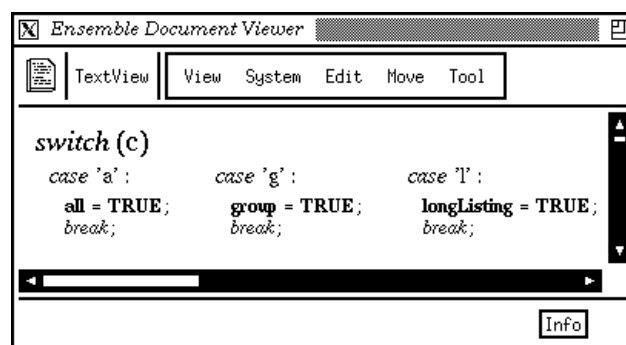 Ensemble Document Viewer
TextView View System Edit Move Tool
switch (c)
case 'a' : case 'g' : case 'l' :
all = TRUE; group = TRUE; longListing = TRUE;
break; break; break;
Info